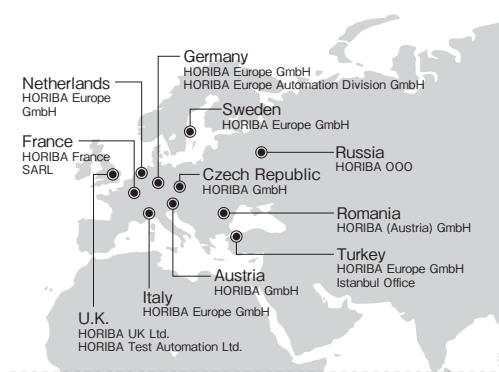 Germany
HORIBA Europe GmbH
HORIBA Europe Automation Division GmbH
Netherlands
HORIBA Europe
GmbH
Sweden
HORIBA Europe GmbH
France
HORIBA France
SARL
Russia
HORIBA OOO
Czech Republic
HORIBA GmbH
Romania
HORIBA (Austria) GmbH
Turkey
HORIBA Europe GmbH
Istanbul Office
Austria
HORIBA GmbH
Italy
HORIBA Europe GmbH
U.K.
HORIBA UK Ltd.
HORIBA Test Automation Ltd.